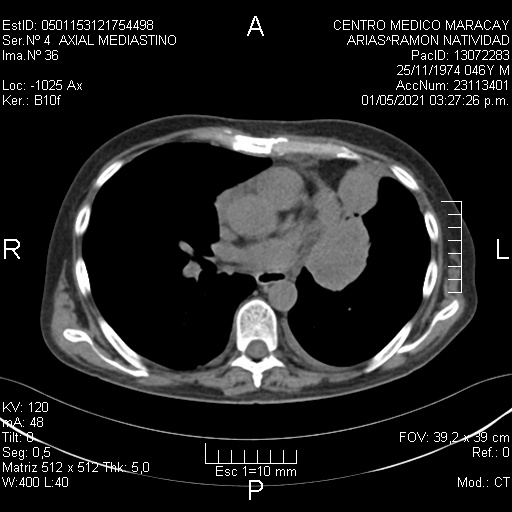 EstID: 0501153121754498
Ser.Nº 4 AXIAL MEDIASTINO
Ima.Nº 36
Loc: -1025 Ax
Ker.: B10f
A
CENTRO MEDICO MARACAY
ARIAS^RAMON NATIVIDAD
PacID: 13072283
25/11/1974 046Y M
AccNum: 23113401
01/05/2021 03:27:26 p.m.
R
L
KV: 120
mA: 48
Tilt: 0
Seg: 0,5
Matriz 512 x 512 Thk: 5,0
W:400 L:40
Esc 1=10 mm
P
FOV: 39,2 x 39 cm
Ref.: 0
Mod.: CT